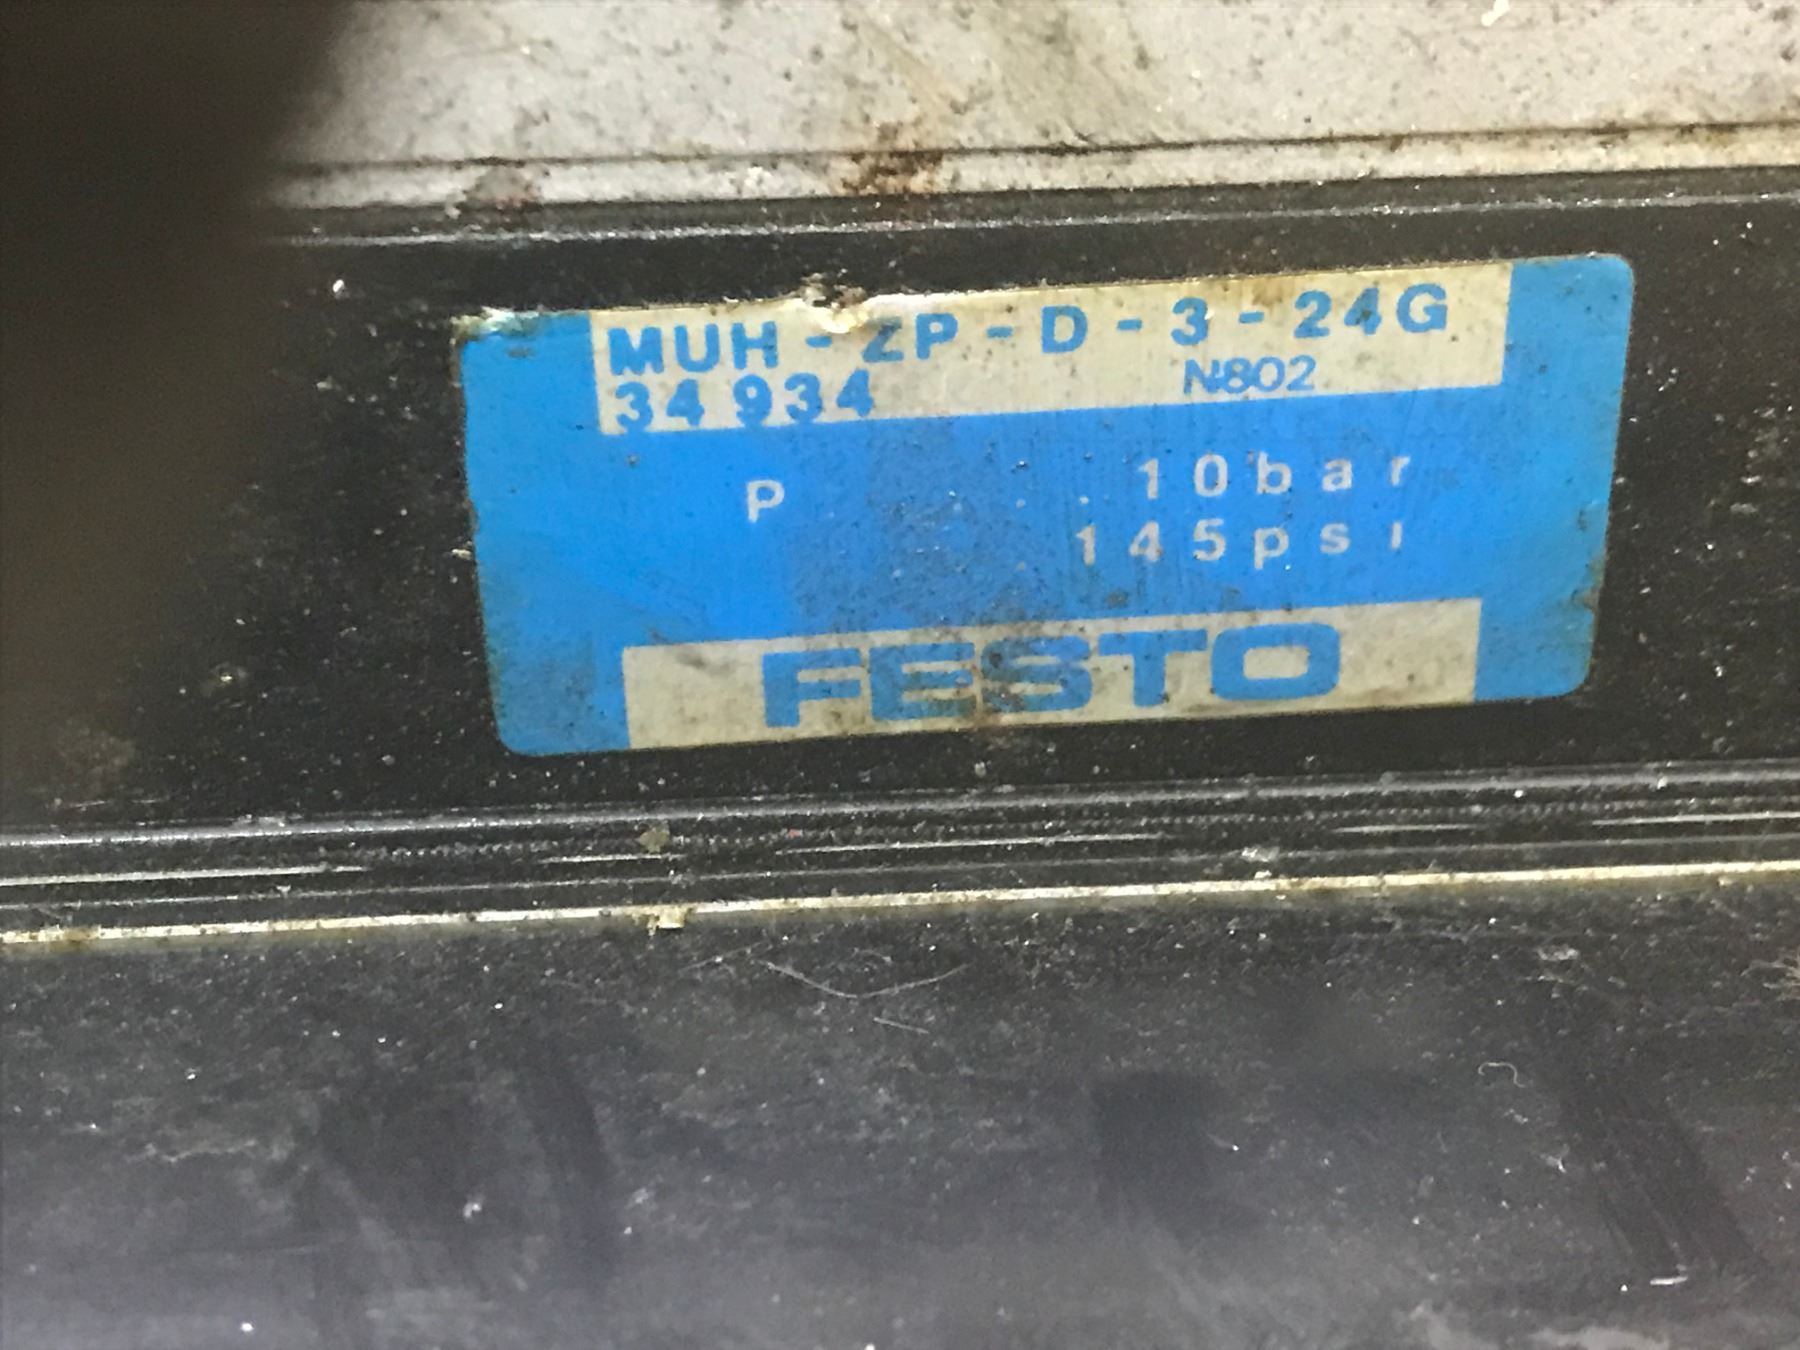 MUH - ZP - D - 3 - 24G
34 934 N802
P 10bar
145psi
FESTO